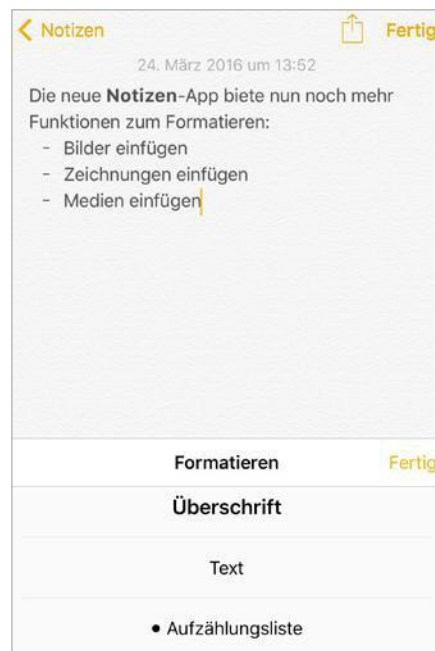 Notizen Fertig
24. März 2016 um 13:52
Die neue Notizen-App biete nun noch mehr
Funktionen zum Formatieren:
- Bilder einfügen
- Zeichnungen einfügen
- Medien einfügen
Formatieren Fertig
Überschrift
Text
• Aufzählungsliste